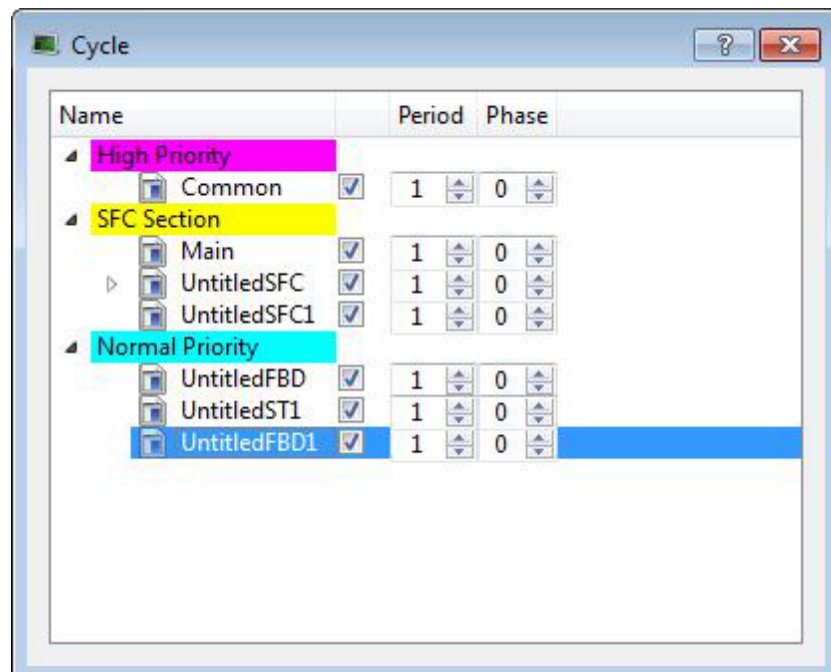 Cycle
Name Period Phase
High Priority
Common 1 0
SFC Section
Main 1 0
UntitledSFC 1 0
UntitledSFC1 1 0
Normal Priority
UntitledFBD 1 0
UntitledST1 1 0
UntitledFBD1 1 0